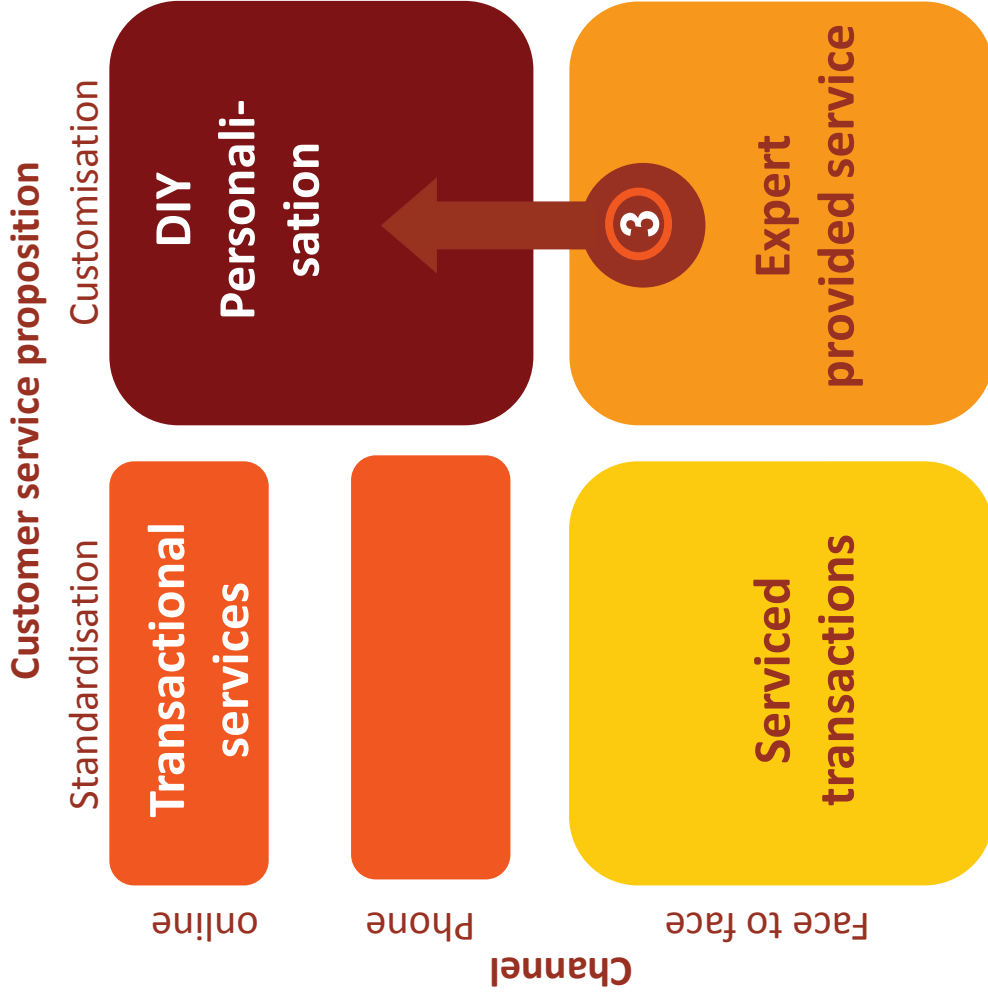 Customer service proposition
Standardisation
Customisation
Channel
online
Phone
Face to face
Transactional
services
DIY
Personali-
sation
3
Serviced
transactions
Expert
provided service